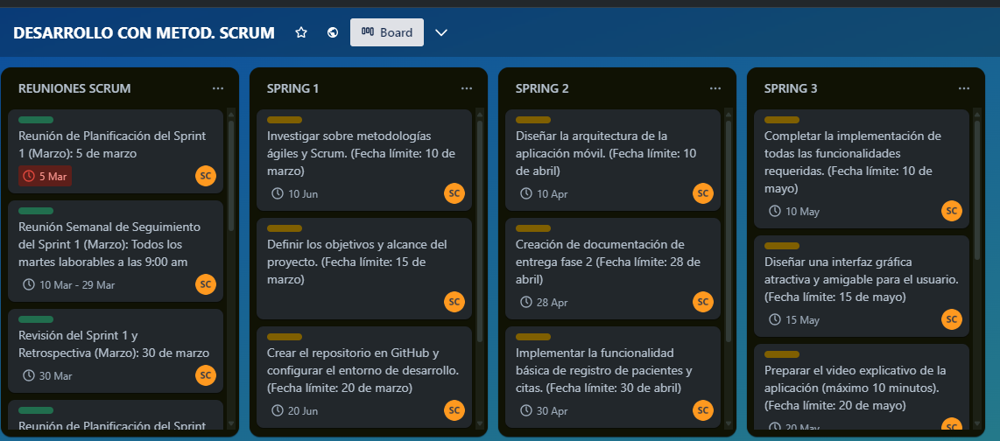 DESARROLLO CON METOD. SCRUM
Board
REUNIONES SCRUM
Reunión de Planificación del Sprint
1 (Marzo): 5 de marzo
5 Mar
SC
Reunión Semanal de Seguimiento
del Sprint 1 (Marzo): Todos los
martes laborables a las 9:00 am
10 Mar - 29 Mar
SC
Revisión del Sprint 1 y
Retrospectiva (Marzo): 30 de marzo
30 Mar
SC
Reunión de Planificación del Sprint
SPRING 1
Investigar sobre metodologías
ágiles y Scrum. (Fecha límite: 10 de
marzo)
10 Jun
SC
Definir los objetivos y alcance del
proyecto. (Fecha límite: 15 de
marzo)
SC
Crear el repositorio en GitHub y
configurar el entorno de desarrollo.
(Fecha límite: 20 de marzo)
20 Jun
SC
SPRING 2
Diseñar la arquitectura de la
aplicación móvil. (Fecha límite: 10
de abril)
10 Apr
SC
Creación de documentación de
entrega fase 2 (Fecha límite: 28 de
abril)
28 Apr
SC
Implementar la funcionalidad
básica de registro de pacientes y
citas. (Fecha límite: 30 de abril)
30 Apr
SC
SPRING 3
Completar la implementación de
todas las funcionalidades
requeridas. (Fecha límite: 10 de
mayo)
10 May
SC
Diseñar una interfaz gráfica
atractiva y amigable para el usuario.
(Fecha límite: 15 de mayo)
15 May
SC
Preparar el video explicativo de la
aplicación (máximo 10 minutos).
(Fecha límite: 20 de mayo)
20 May
SC